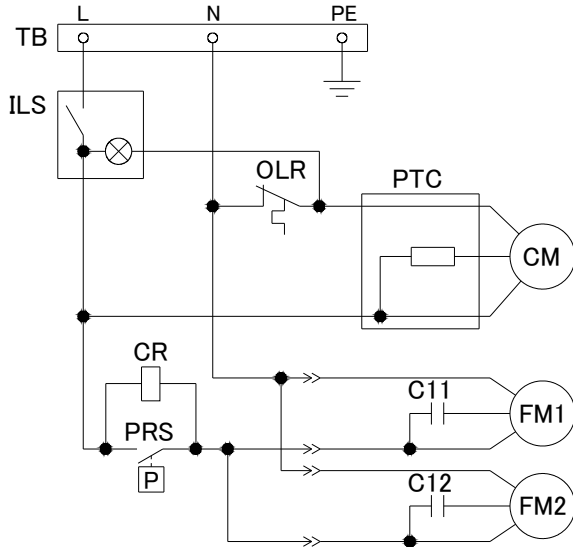 L N PE
TB
ILS
OLR
PTC
CM
CR
C11
PRS
FM1
P
C12
FM2